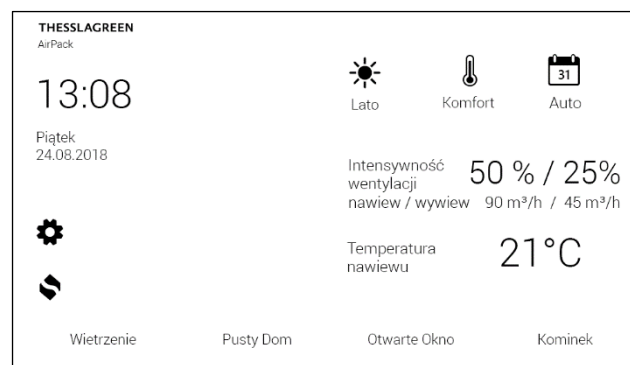 THESSLAGREEN
AirPack
13:08
Piątek
24.08.2018
31
Lato
Komfort
Auto
Intensywność
wentylacji
nawiew / wywiew
50 % / 25%
90 m³/h / 45 m³/h
Temperatura
nawiewu
21°C
Wietrzenie
Pusty Dom
Otwarte Okno
Kominek